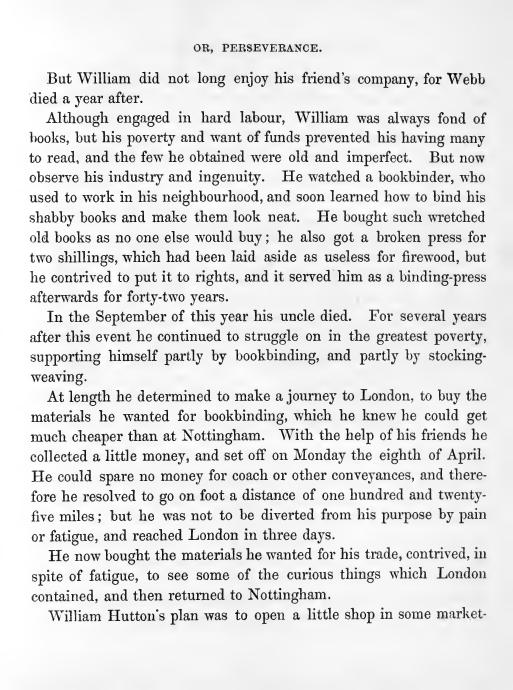 OR, PERSEVERANCE.
But William did not long enjoy his friend's company, for Webb
died a year after.
Although engaged in hard labour, William was always fond of
books, but his poverty and want of funds prevented his having many
to read, and the few he obtained were old and imperfect. But now
observe his industry and ingenuity. He watched a bookbinder, who
used to work in his neighbourhood, and soon learned how to bind his
shabby books and make them look neat. He bought such wretched
old books as no one else would buy; he also got a broken press for
two shillings, which had been laid aside as useless for firewood, but
he contrived to put it to rights, and it served him as a binding-press
afterwards for forty-two years.
In the September of this year his uncle died. For several years
after this event he continued to struggle on in the greatest poverty,
supporting himself partly by bookbinding, and partly by stocking-
weaving.
At length he determined to make a journey to London, to buy the
materials he wanted for bookbinding, which he knew he could get
much cheaper than at Nottingham. With the help of his friends he
collected a little money, and set off on Monday the eighth of April.
He could spare no money for coach or other conveyances, and there-
fore he resolved to go on foot a distance of one hundred and twenty-
five miles; but he was not to be diverted from his purpose by pain
or fatigue, and reached London in three days.
He now bought the materials he wanted for his trade, contrived, in
spite of fatigue, to see some of the curious things which London
contained, and then returned to Nottingham.
William Hutton's plan was to open a little shop in some market-